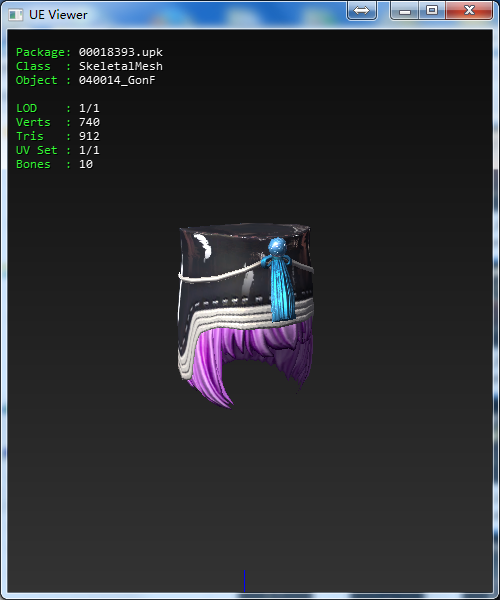 UE Viewer
Package: 00018393.upk
Class : SkeletalMesh
Object : 040014_GonF
LOD : 1/1
Verts : 740
Tris : 912
UV Set : 1/1
Bones : 10